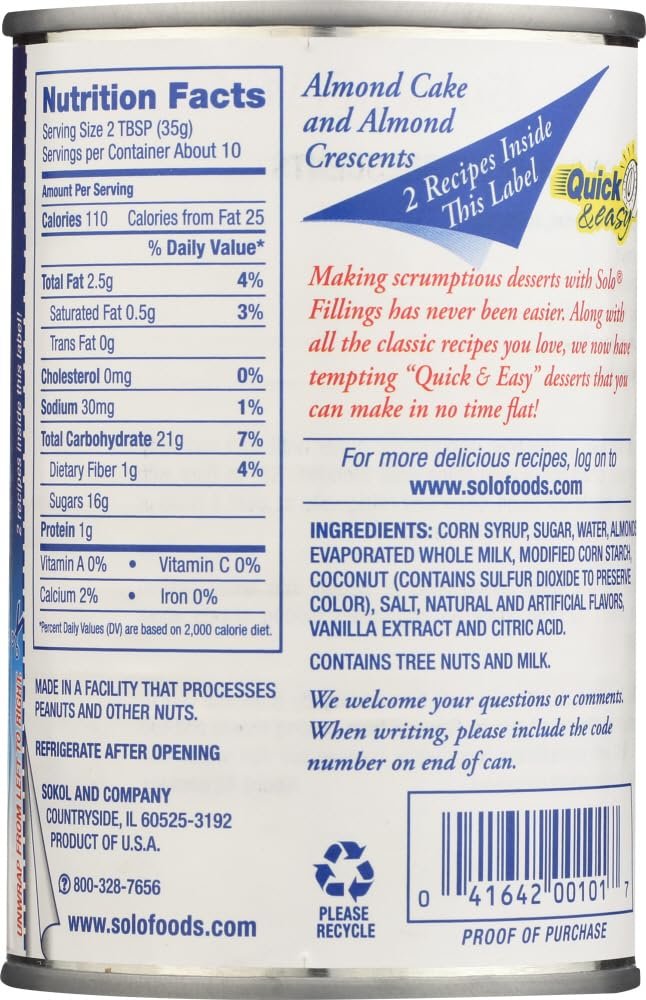 Nutrition Facts
Serving Size 2 TBSP (35g)
Servings per Container About 10
Amount Per Serving
Calories 110 Calories from Fat 25
% Daily Value*
Total Fat 2.5g 4%
Saturated Fat 0.5g 3%
Trans Fat 0g
Cholesterol 0mg 0%
Sodium 30mg 1%
Total Carbohydrate 21g 7%
Dietary Fiber 1g 4%
Sugars 16g
Protein 1g
Vitamin A 0% • Vitamin C 0%
Calcium 2% • Iron 0%
*Percent Daily Values (DV) are based on 2,000 calorie diet.
MADE IN A FACILITY THAT PROCESSES
PEANUTS AND OTHER NUTS.
REFRIGERATE AFTER OPENING
SOKOL AND COMPANY
COUNTRYSIDE, IL 60525-3192
PRODUCT OF U.S.A.
800-328-7656
www.solofoods.com
2 recipes inside this label!
UNWRAP FROM LEFT TO RIGHT
Almond Cake
and Almond
Crescents
2 Recipes Inside
This Label
Quick
& easy
Making scrumptious desserts with Solo®
Fillings has never been easier. Along with
all the classic recipes you love, we now have
tempting “Quick & Easy” desserts that you
can make in no time flat!
For more delicious recipes, log on to
www.solofoods.com
INGREDIENTS: CORN SYRUP, SUGAR, WATER, ALMONDS
EVAPORATED WHOLE MILK, MODIFIED CORN STARCH,
COCONUT (CONTAINS SULFUR DIOXIDE TO PRESERVE
COLOR), SALT, NATURAL AND ARTIFICIAL FLAVORS,
VANILLA EXTRACT AND CITRIC ACID.
CONTAINS TREE NUTS AND MILK.
We welcome your questions or comments.
When writing, please include the code
number on end of can.
PLEASE
RECYCLE
0 41642 00101 7
PROOF OF PURCHASE